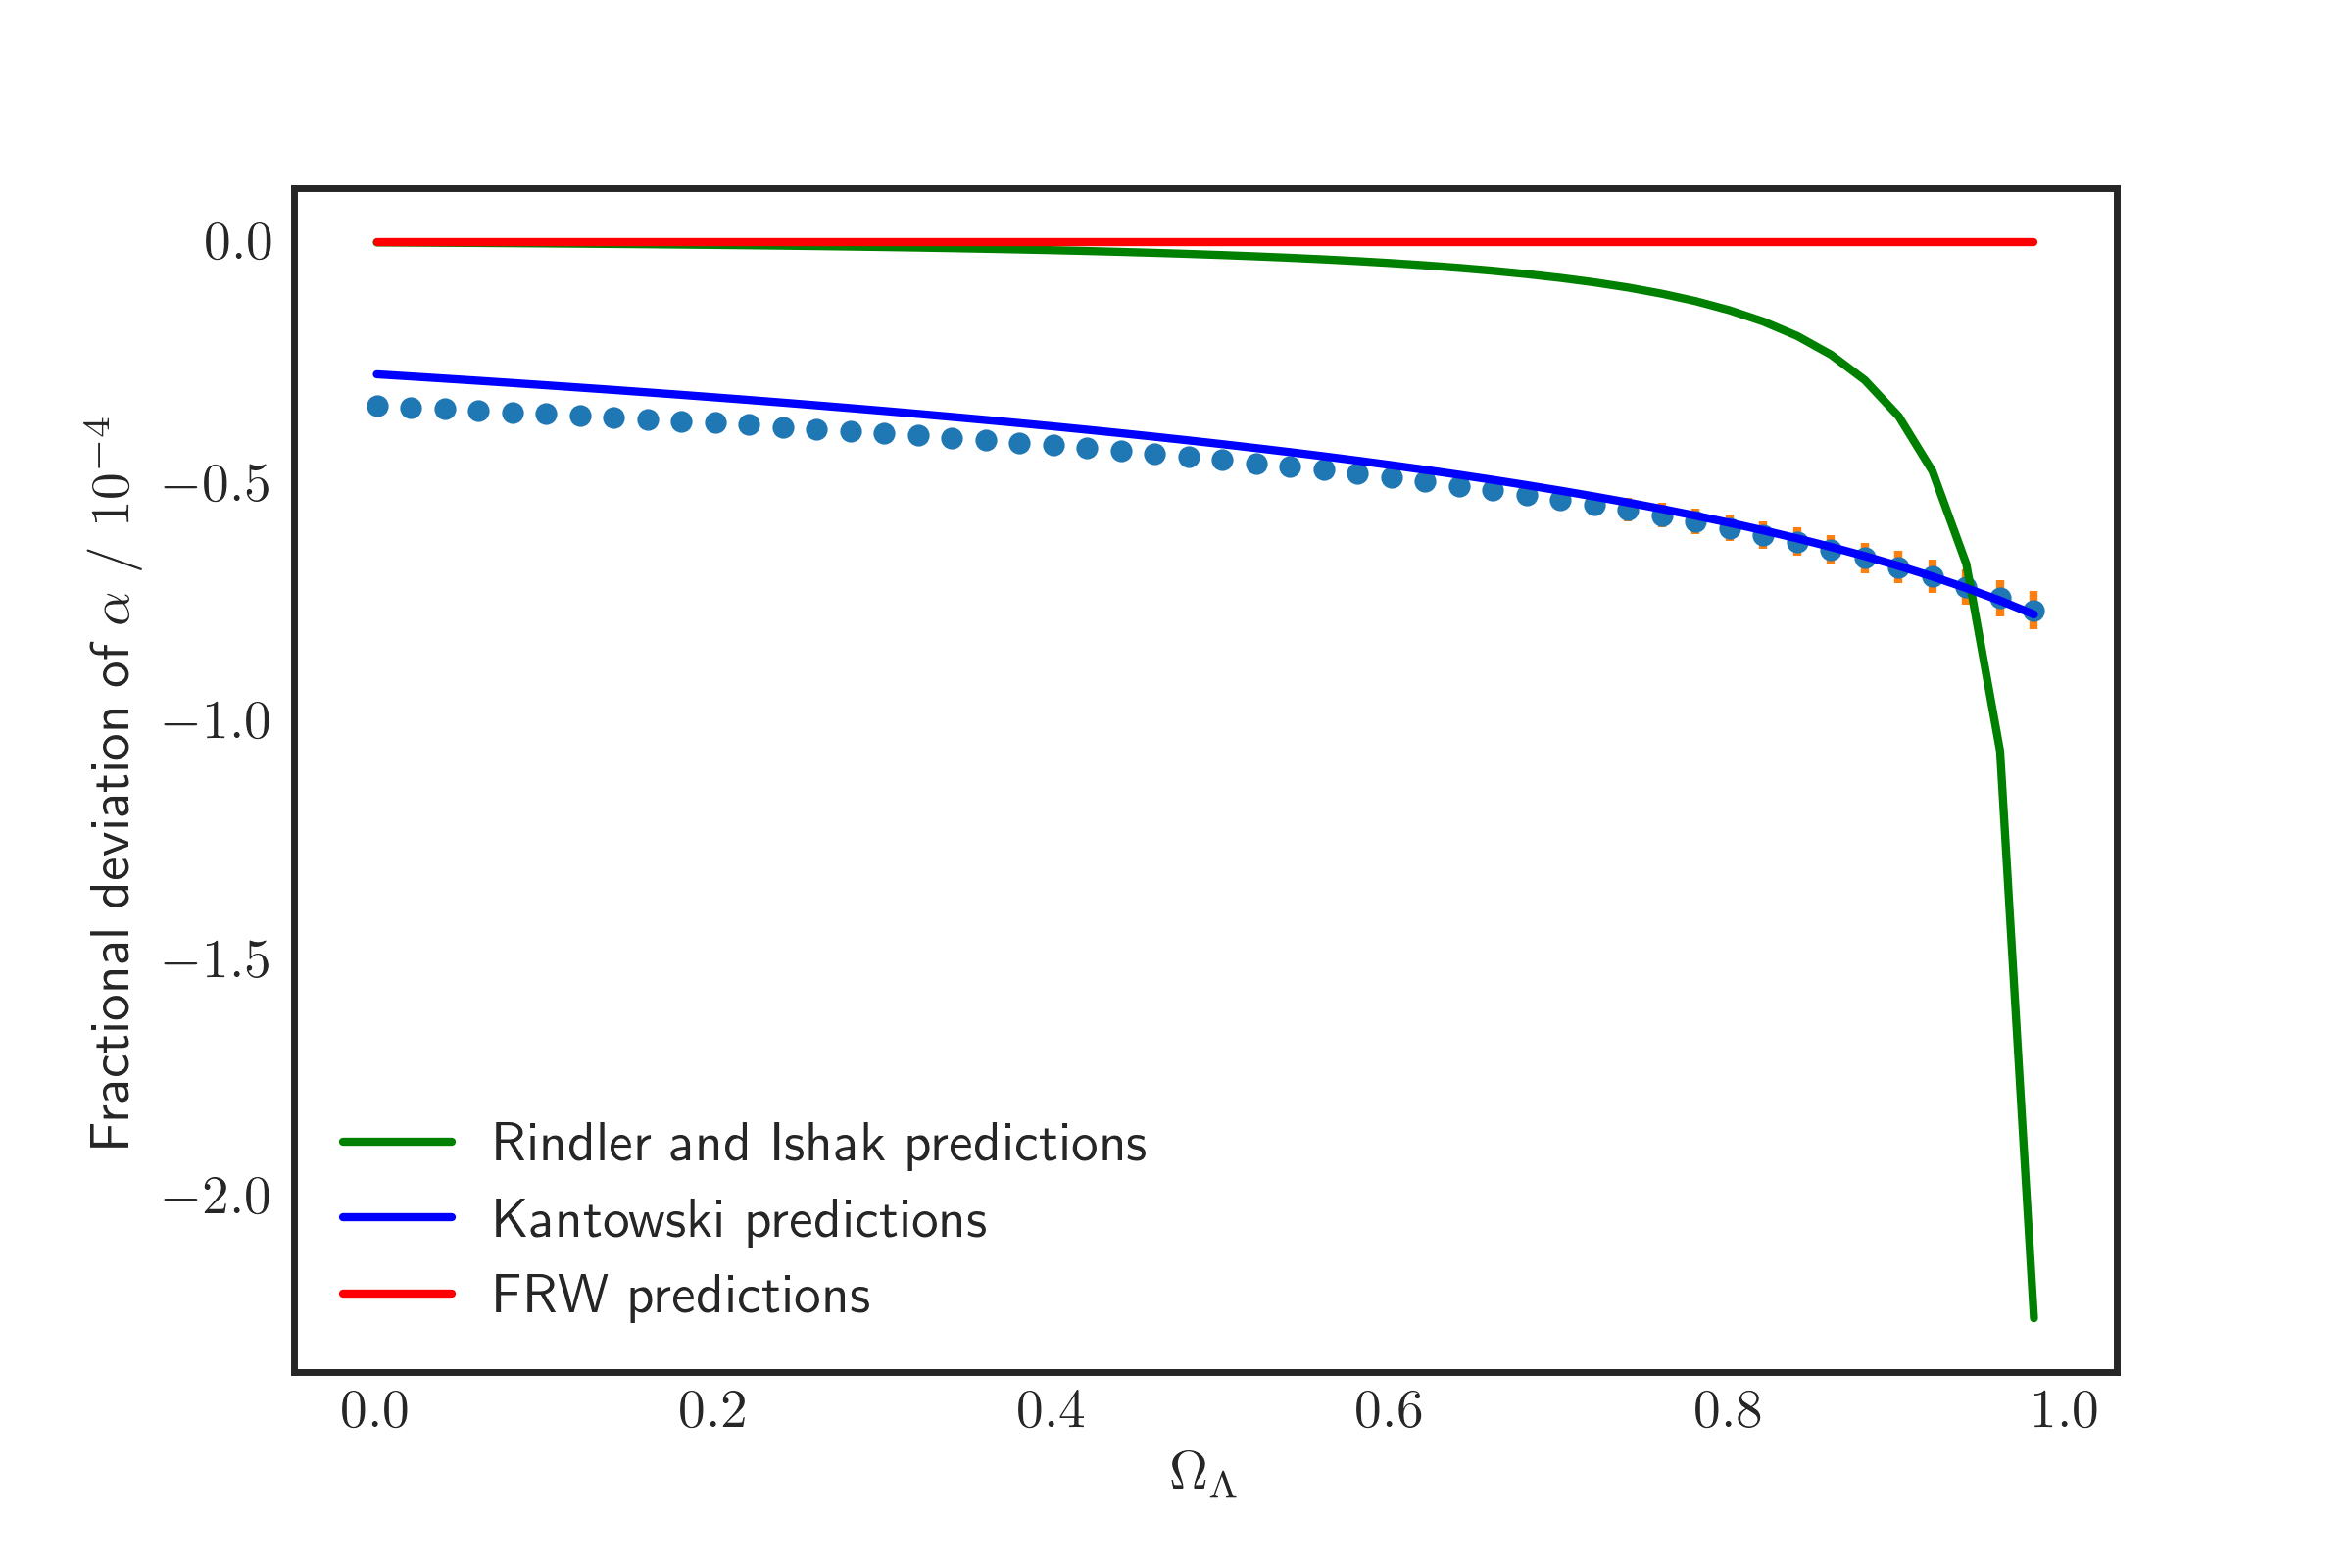 Fractional deviation of α / 10⁻⁴
0.0
−0.5
−1.0
−1.5
−2.0
Rindler and Ishak predictions
Kantowski predictions
FRW predictions
0.0 0.2 0.4 0.6 0.8 1.0
Ω_Λ